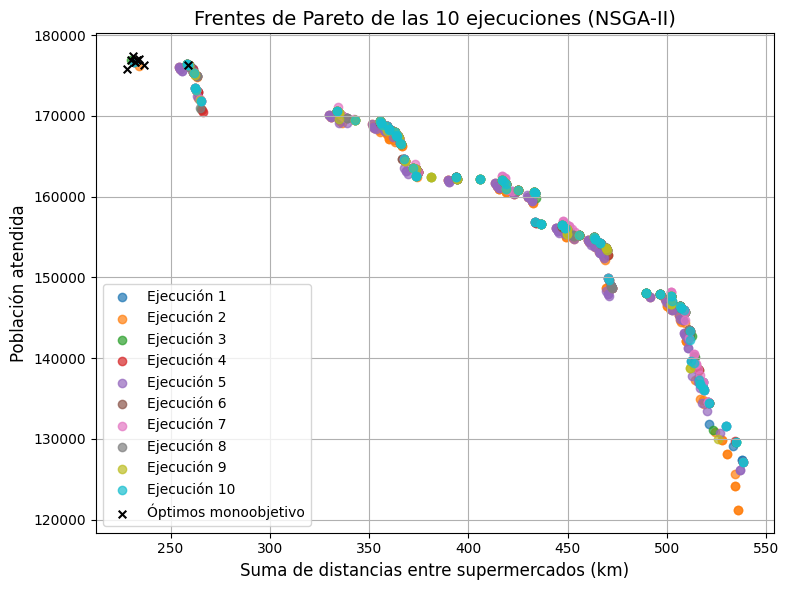 Frentes de Pareto de las 10 ejecuciones (NSGA-II)
Población atendida
180000
170000
160000
150000
140000
130000
120000
Ejecución 1
Ejecución 2
Ejecución 3
Ejecución 4
Ejecución 5
Ejecución 6
Ejecución 7
Ejecución 8
Ejecución 9
Ejecución 10
Óptimos monoobjetivo
250 300 350 400 450 500 550
Suma de distancias entre supermercados (km)